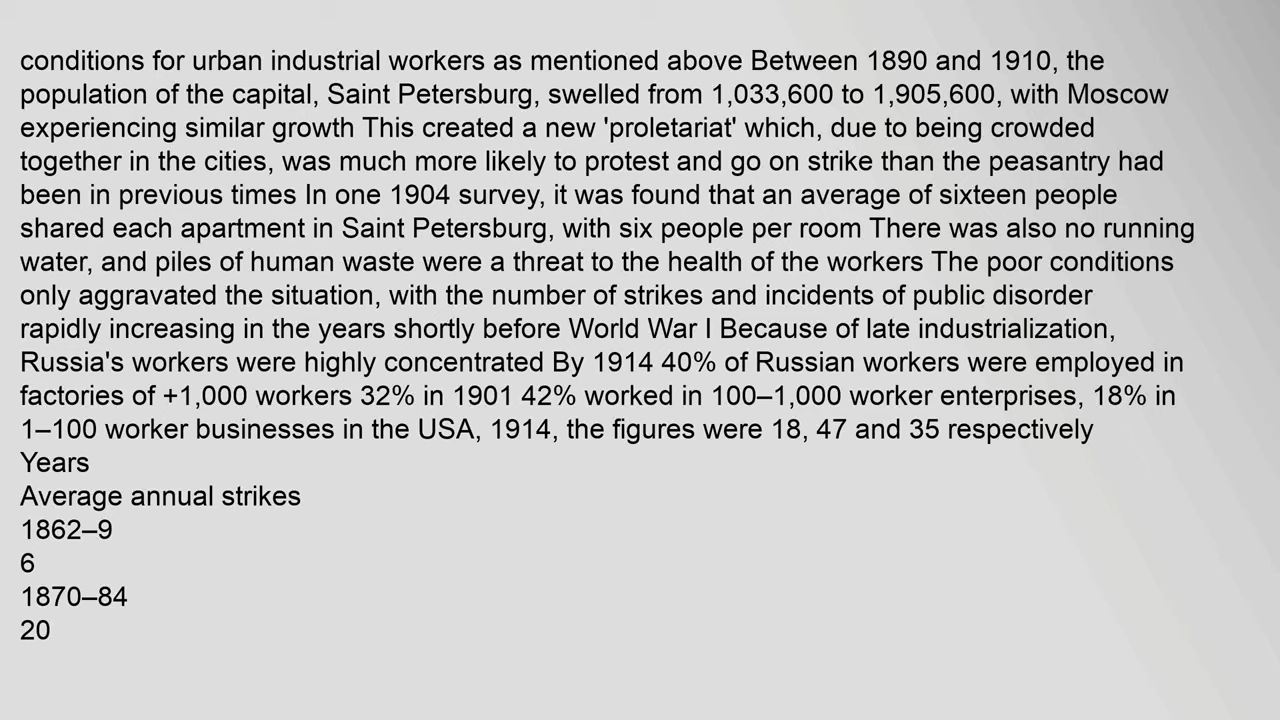 conditions for urban industrial workers as mentioned above Between 1890 and 1910, the
population of the capital, Saint Petersburg, swelled from 1,033,600 to 1,905,600, with Moscow
experiencing similar growth This created a new 'proletariat' which, due to being crowded
together in the cities, was much more likely to protest and go on strike than the peasantry had
been in previous times In one 1904 survey, it was found that an average of sixteen people
shared each apartment in Saint Petersburg, with six people per room There was also no running
water, and piles of human waste were a threat to the health of the workers The poor conditions
only aggravated the situation, with the number of strikes and incidents of public disorder
rapidly increasing in the years shortly before World War I Because of late industrialization,
Russia's workers were highly concentrated By 1914 40% of Russian workers were employed in
factories of +1,000 workers 32% in 1901 42% worked in 100–1,000 worker enterprises, 18% in
1–100 worker businesses in the USA, 1914, the figures were 18, 47 and 35 respectively
Years
Average annual strikes
1862–9
6
1870–84
20